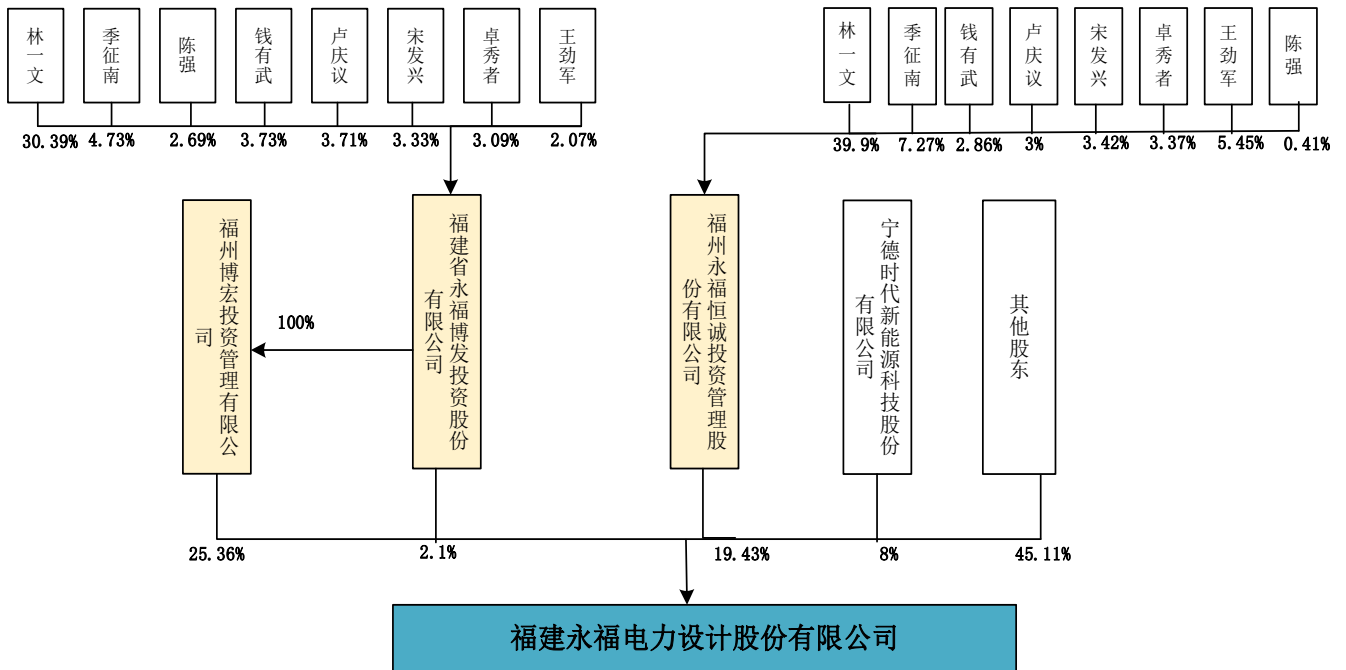 林一文
季征南
陈强
钱有武
卢庆议
宋发兴
卓秀者
王劲军
林一文
季征南
钱有武
卢庆议
宋发兴
卓秀者
王劲军
陈强
30.39%
4.73%
2.69%
3.73%
3.71%
3.33%
3.09%
2.07%
39.9%
7.27%
2.86%
3%
3.42%
3.37%
5.45%
0.41%
福州博宏投资管理有限公
司
100%
福建省永福博发投资股份
有限公司
福州永福恒诚投资管理股
份有限公司
宁德时代新能源科技股份
有限公司
其他股东
25.36%
2.1%
19.43%
8%
45.11%
福建永福电力设计股份有限公司